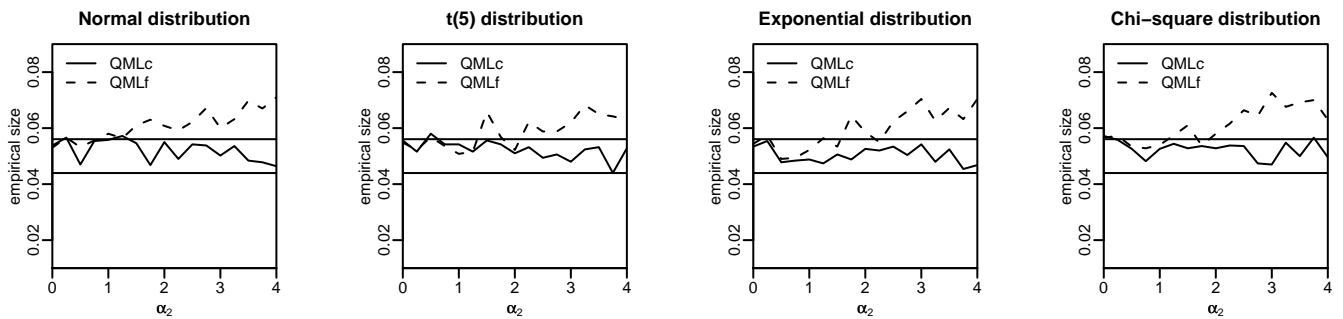 Normal distribution
QMLc
QMLf
empirical size
0.02 0.04 0.06 0.08
0 1 2 3 4
α2
t(5) distribution
QMLc
QMLf
empirical size
0.02 0.04 0.06 0.08
0 1 2 3 4
α2
Exponential distribution
QMLc
QMLf
empirical size
0.02 0.04 0.06 0.08
0 1 2 3 4
α2
Chi−square distribution
QMLc
QMLf
empirical size
0.02 0.04 0.06 0.08
0 1 2 3 4
α2